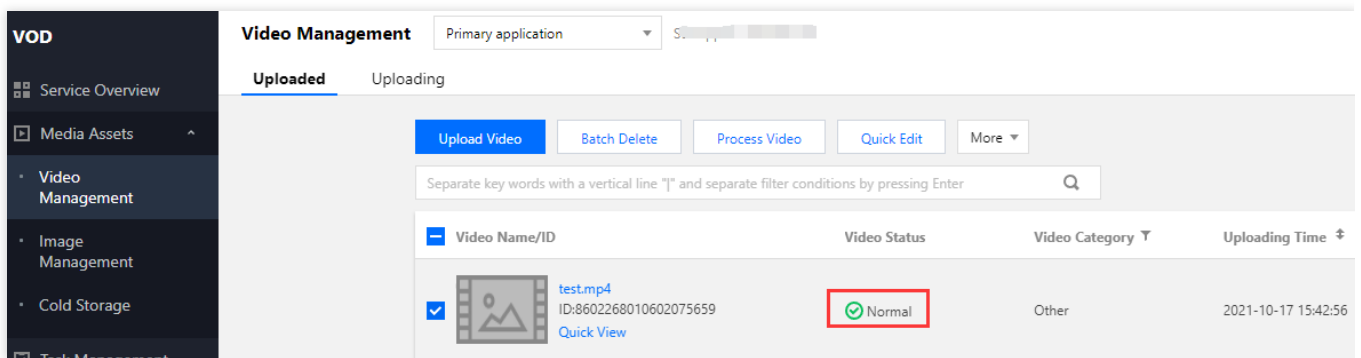 VOD
Service Overview
Media Assets
Video
Management
Image
Management
Cold Storage
Task Management
Video Management
Primary application
Uploaded
Uploading
Upload Video
Batch Delete
Process Video
Quick Edit
More
Separate key words with a vertical line "|" and separate filter conditions by pressing Enter
Video Name/ID
Video Status
Video Category
Uploading Time
test.mp4
ID:8602268010602075659
Quick View
Normal
Other
2021-10-17 15:42:56